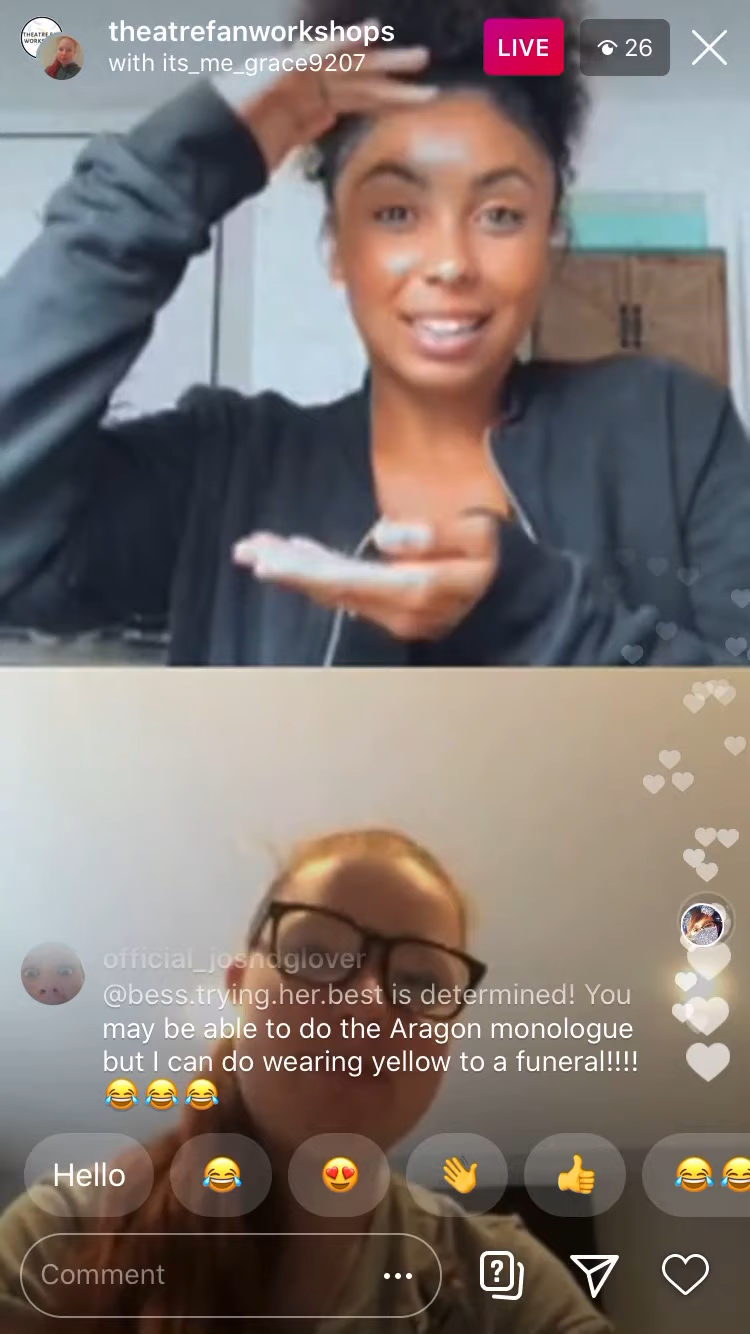 theatrefanworkshops
with its_me_grace9207
LIVE
26
official_joshdglover
@bess.trying.her.best is determined! You
may be able to do the Aragon monologue
but I can do wearing yellow to a funeral!!!!
😂😂😂
Hello
😂
😍
👋
👍
😂😂
Comment